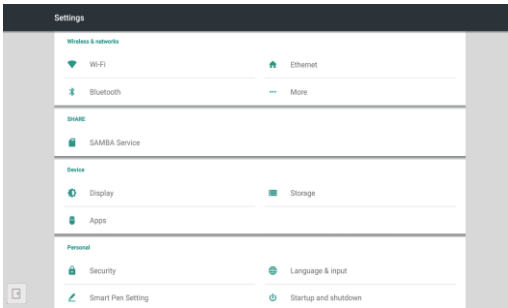 Settings
Wireless & networks
Wi-Fi Ethernet
Bluetooth More
SHARE
SAMBA Service
Device
Display Storage
Apps
Personal
Security Language & input
Smart Pen Setting Startup and shutdown